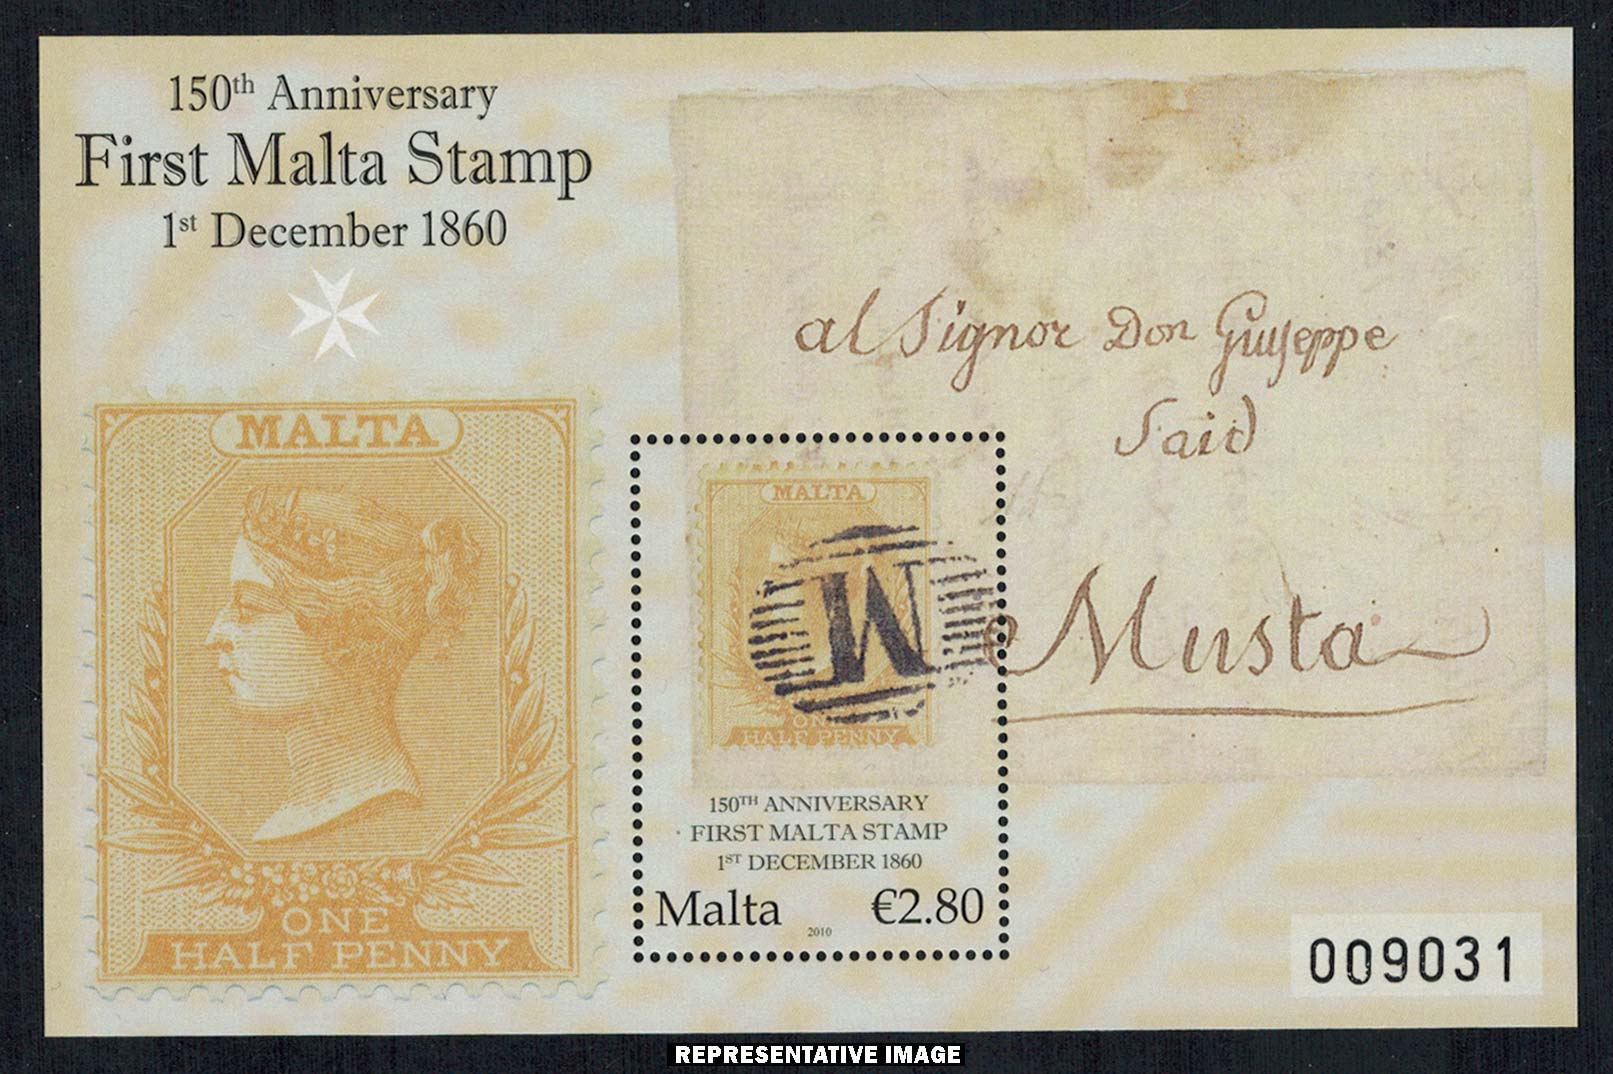 150th Anniversary
First Malta Stamp
1st December 1860
al Signor Don Giuseppe
Said
Musta
MALTA
ONE
HALF PENNY
MALTA
M
ON
HALF PENNY
150TH ANNIVERSARY
FIRST MALTA STAMP
1ST DECEMBER 1860
Malta €2.80
2010
009031
REPRESENTATIVE IMAGE